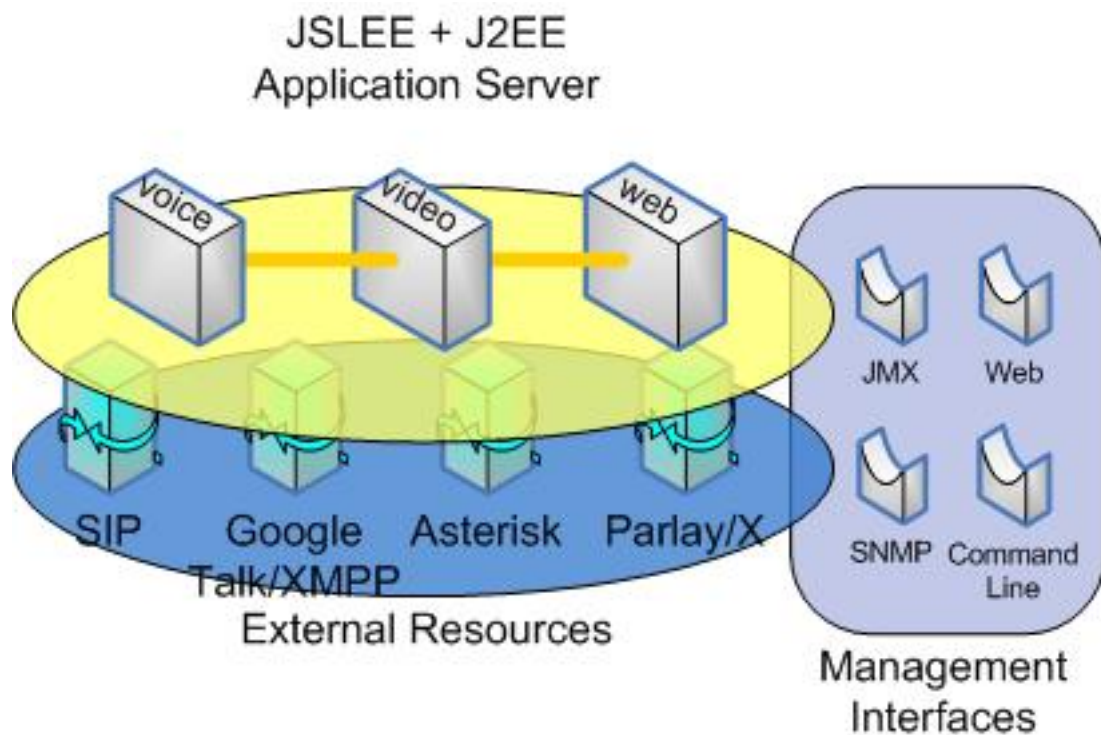 JSLEE + J2EE
Application Server
voice
video
web
JMX
Web
SNMP
Command
Line
SIP
Google
Talk/XMPP
Asterisk
Parlay/X
External Resources
Management
Interfaces